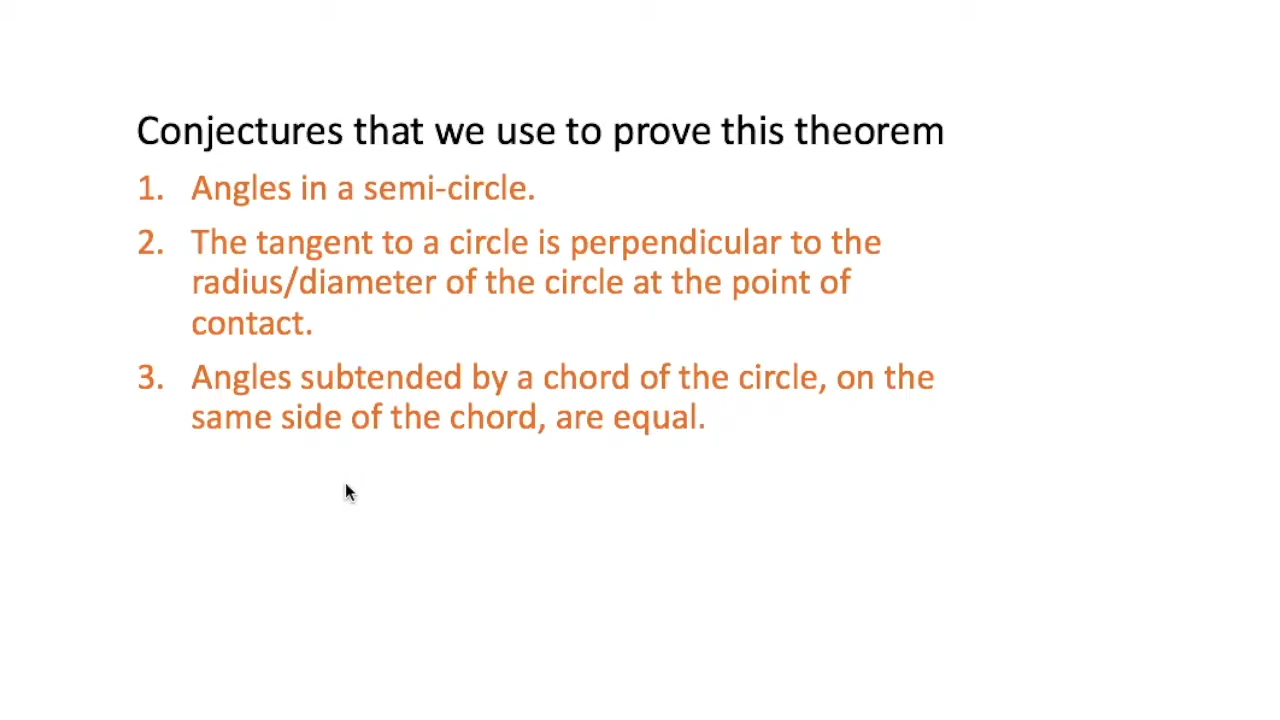 Conjectures that we use to prove this theorem
1. Angles in a semi-circle.
2. The tangent to a circle is perpendicular to the
radius/diameter of the circle at the point of
contact.
3. Angles subtended by a chord of the circle, on the
same side of the chord, are equal.